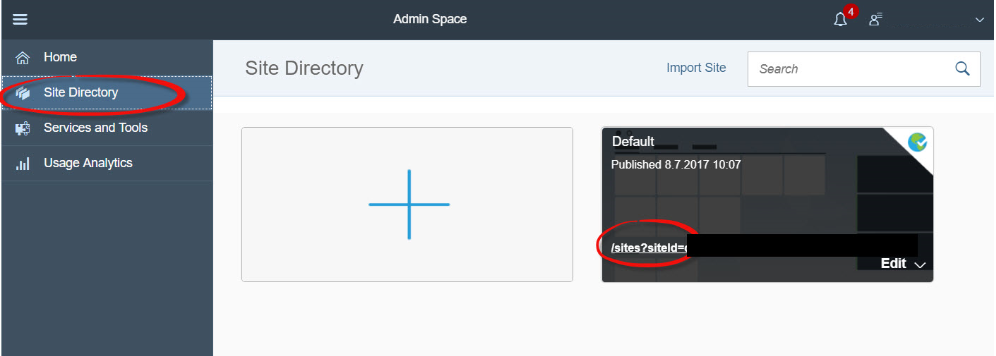 Admin Space
4
Home
Site Directory
Services and Tools
Usage Analytics
Site Directory
Import Site
Search
Default
Published 8.7.2017 10:07
/sites?siteId=
Edit